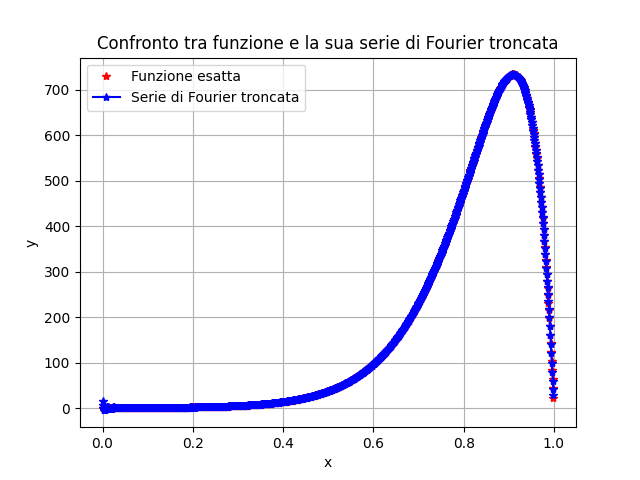 Confronto tra funzione e la sua serie di Fourier troncata
Funzione esatta
Serie di Fourier troncata
700
600
500
400
300
200
100
0
y
0.0 0.2 0.4 0.6 0.8 1.0
x